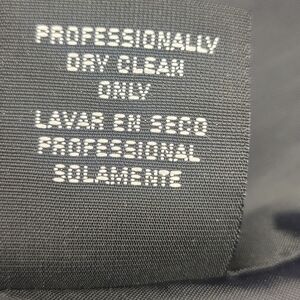 PROFESSIONALLY
DRY CLEAN
ONLY
LAVAR EN SECO
PROFESSIONAL
SOLAMENTE